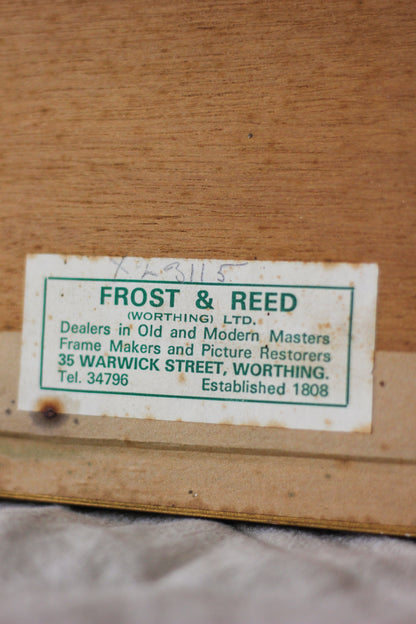 XL3115
FROST & REED
(WORTHING) LTD.
Dealers in Old and Modern Masters
Frame Makers and Picture Restorers
35 WARWICK STREET, WORTHING.
Tel. 34796 Established 1808